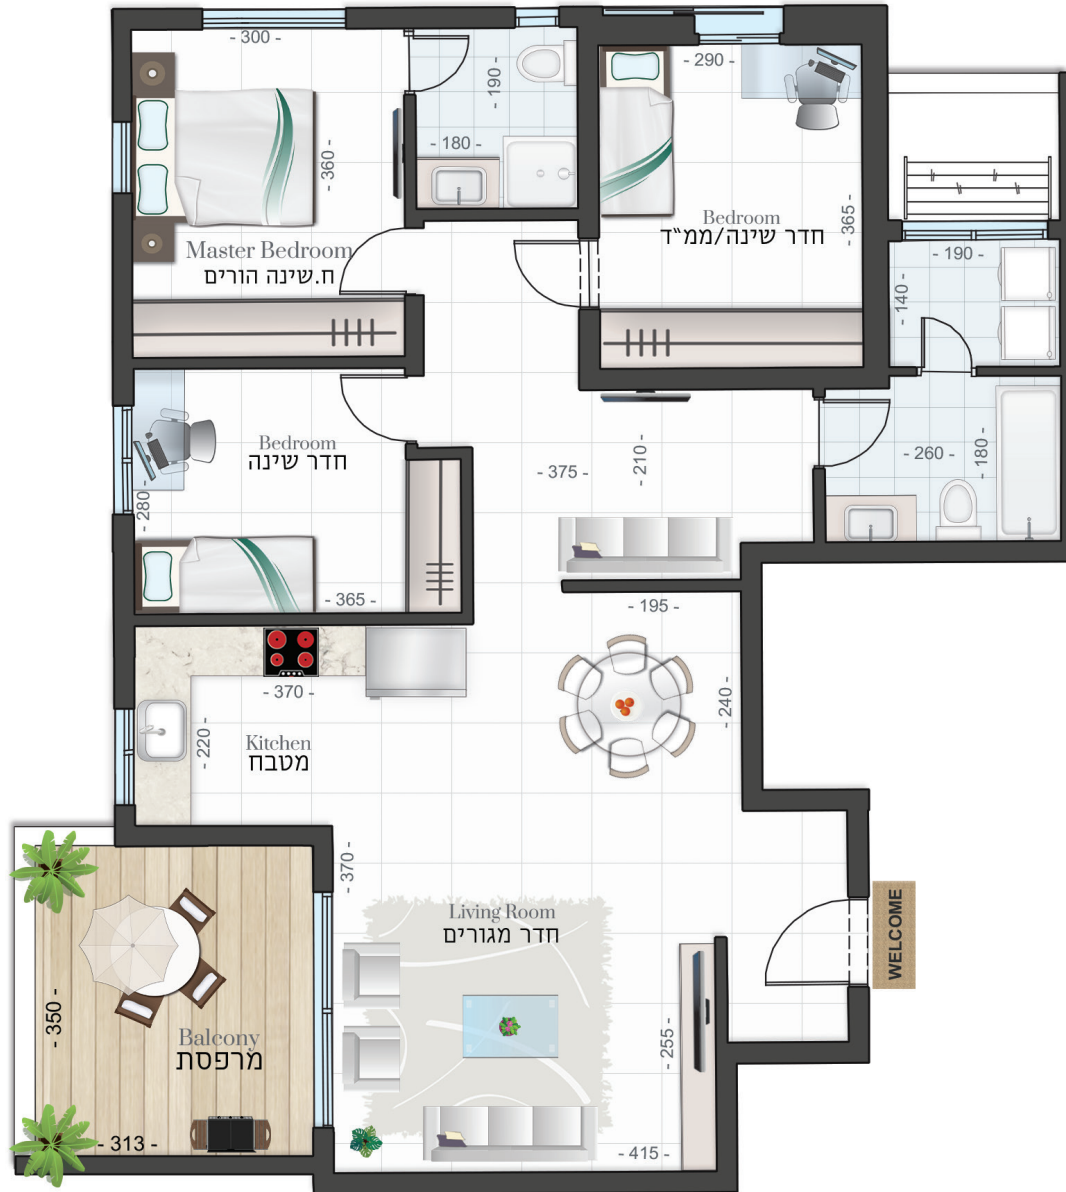 - 300 -
- 190 -
- 180 -
- 360 -
Master Bedroom
ח.שינה הורים
- 290 -
Bedroom
חדר שינה/ממ"ד
- 365 -
- 190 -
- 140 -
Bedroom
חדר שינה
- 280 -
- 365 -
- 375 -
- 210 -
- 260 -
- 180 -
- 195 -
- 240 -
- 370 -
- 220 -
Kitchen
מטבח
- 370 -
Living Room
חדר מגורים
WELCOME
- 350 -
Balcony
מרפסת
- 313 -
- 255 -
- 415 -